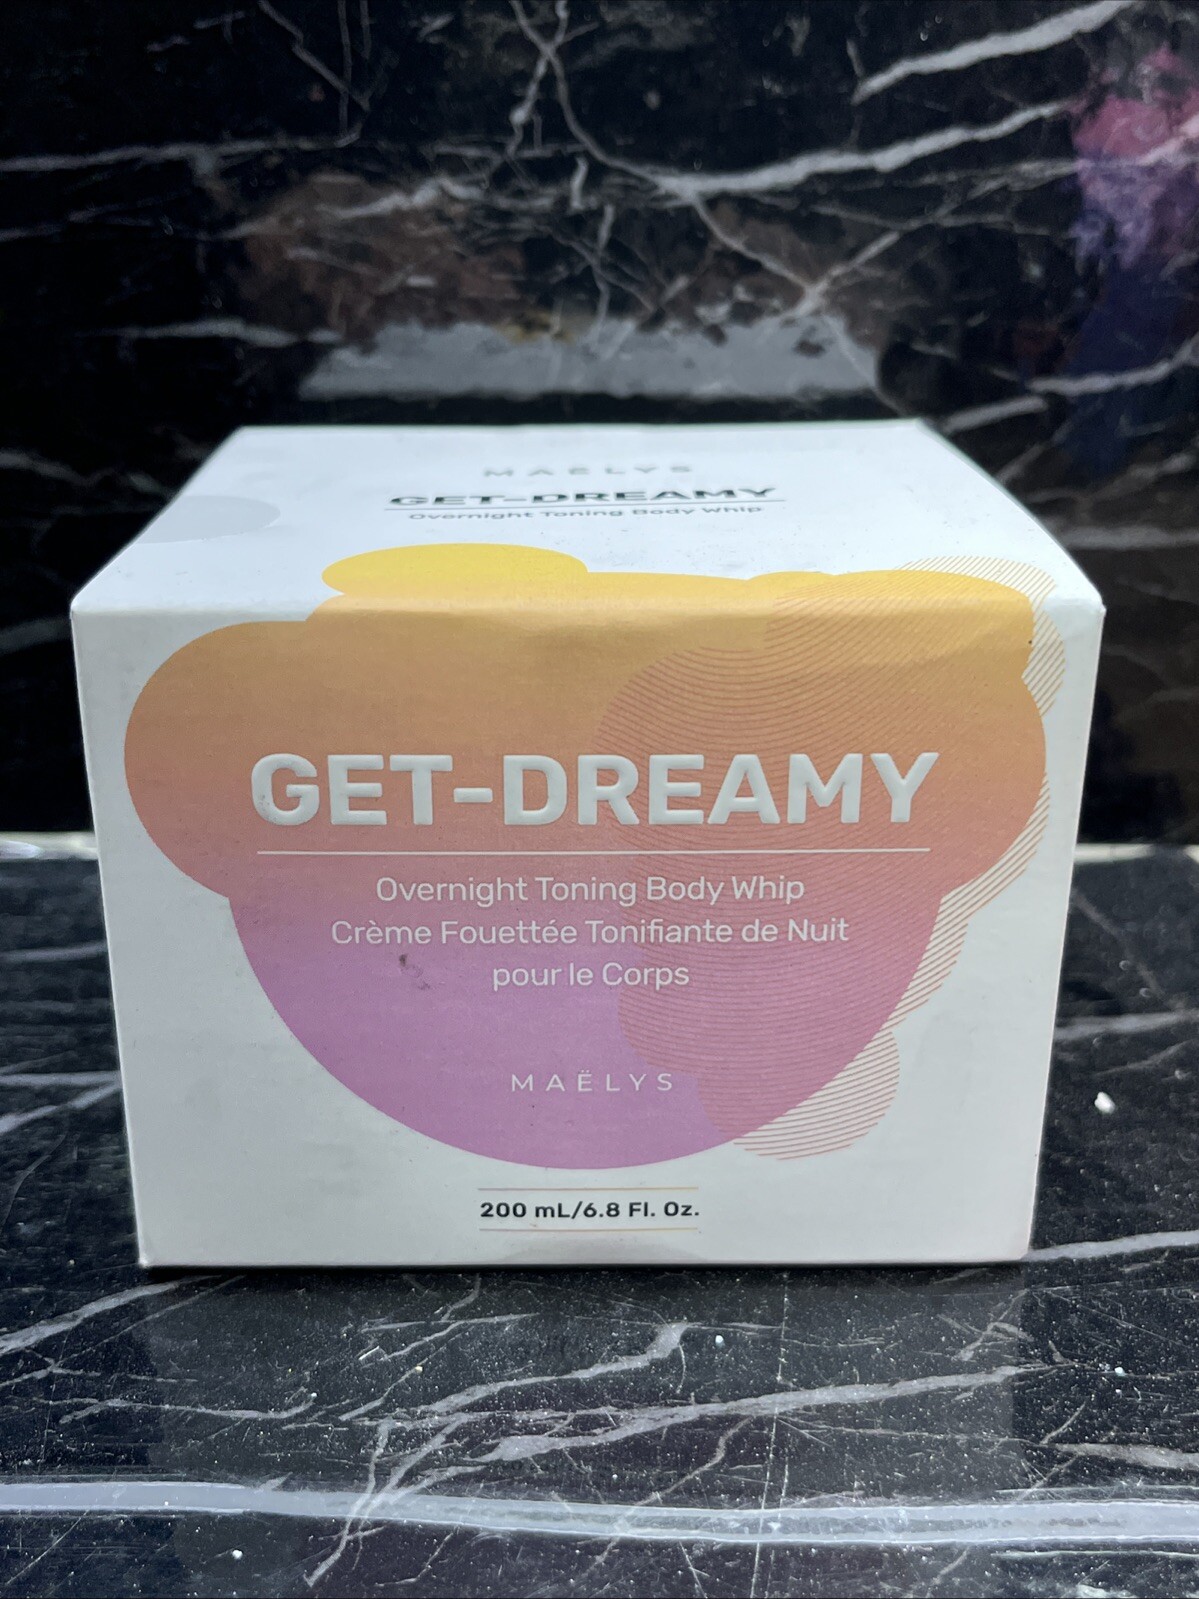 MAËLYS
GET-DREAMY
Overnight Toning Body Whip
GET-DREAMY
Overnight Toning Body Whip
Crème Fouettée Tonifiante de Nuit
pour le Corps
MAËLYS
200 mL/6.8 Fl. Oz.